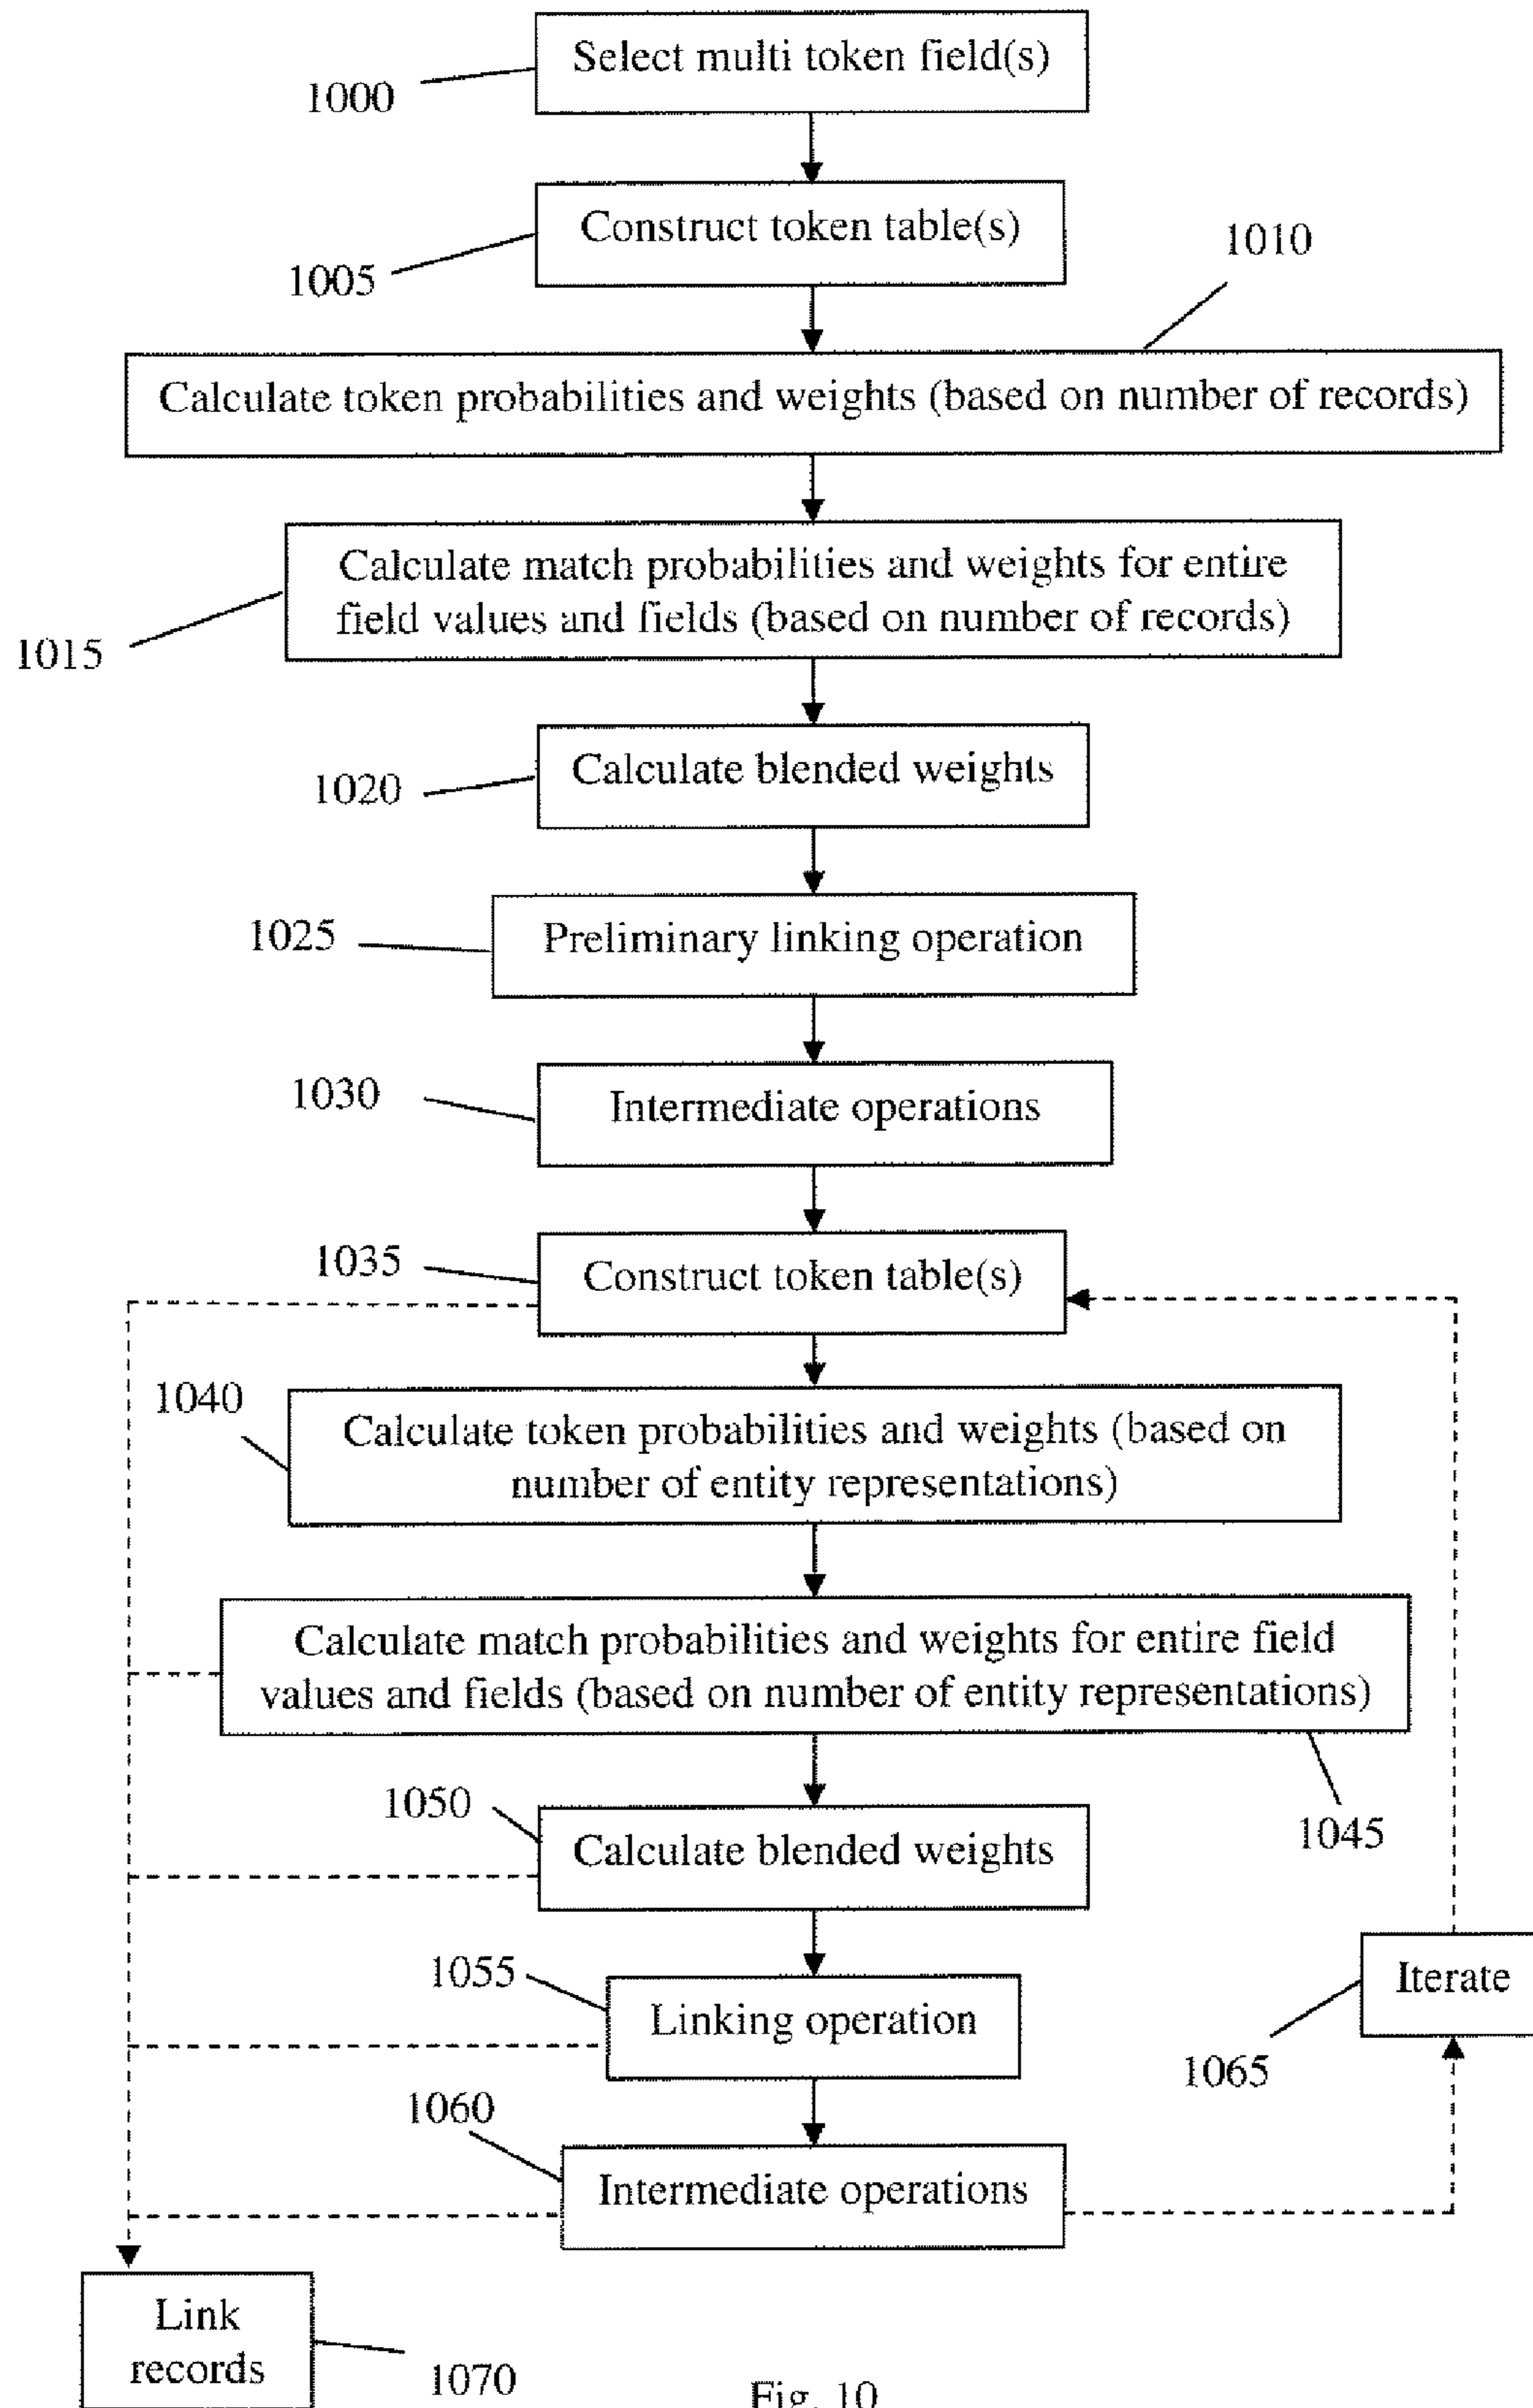 Select multi token field(s)
1000
Construct token table(s)
1005
1010
Calculate token probabilities and weights (based on number of records)
Calculate match probabilities and weights for entire
field values and fields (based on number of records)
1015
Calculate blended weights
1020
1025
Preliminary linking operation
1030
Intermediate operations
1035
Construct token table(s)
1040
Calculate token probabilities and weights (based on
number of entity representations)
Calculate match probabilities and weights for entire field
values and fields (based on number of entity representations)
1045
1050
Calculate blended weights
1055
Linking operation
Iterate
1065
1060
Intermediate operations
Link
records
1070
Fig. 10